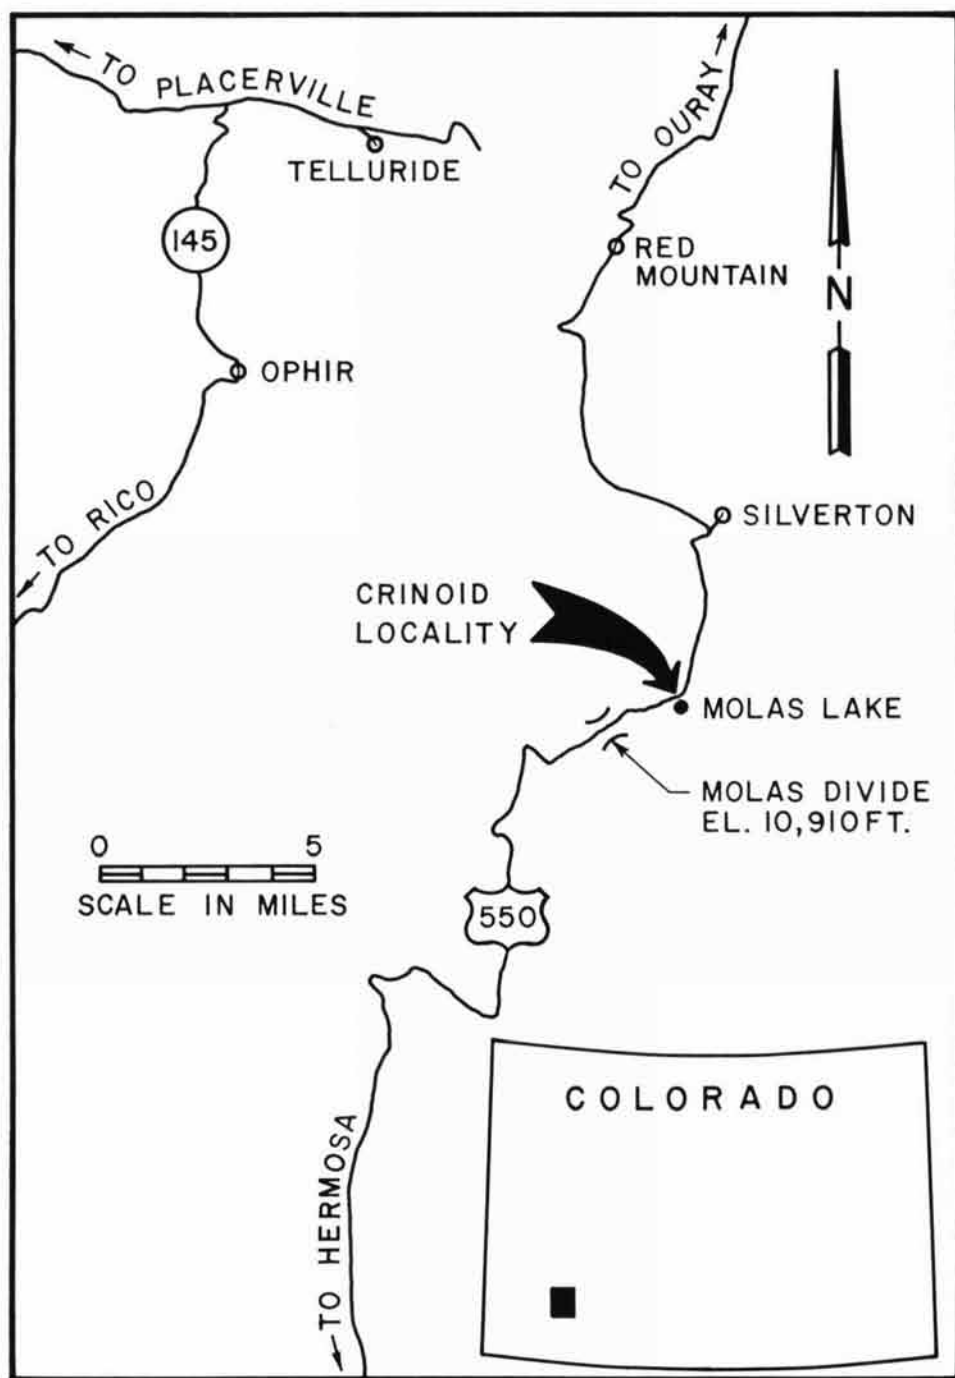 ← TO PLACERVILLE
TO OURAY →
TELLURIDE
145
RED
MOUNTAIN
N
OPHIR
← TO RICO
SILVERTON
CRINOID
LOCALITY
MOLAS LAKE
MOLAS DIVIDE
EL. 10,910 FT.
0 5
SCALE IN MILES
550
COLORADO
← TO HERMOSA